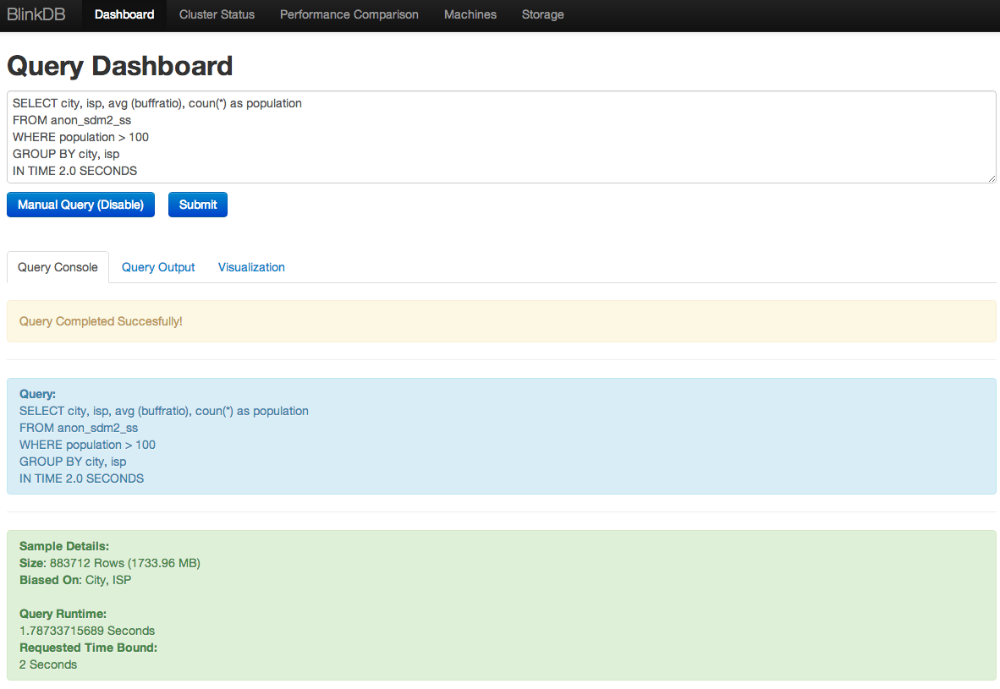 BlinkDB Dashboard Cluster Status Performance Comparison Machines Storage
Query Dashboard
SELECT city, isp, avg (buffratio), coun(*) as population
FROM anon_sdm2_ss
WHERE population > 100
GROUP BY city, isp
IN TIME 2.0 SECONDS
Manual Query (Disable) Submit
Query Console Query Output Visualization
Query Completed Succesfully!
Query:
SELECT city, isp, avg (buffratio), coun(*) as population
FROM anon_sdm2_ss
WHERE population > 100
GROUP BY city, isp
IN TIME 2.0 SECONDS
Sample Details:
Size: 883712 Rows (1733.96 MB)
Biased On: City, ISP
Query Runtime:
1.78733715689 Seconds
Requested Time Bound:
2 Seconds